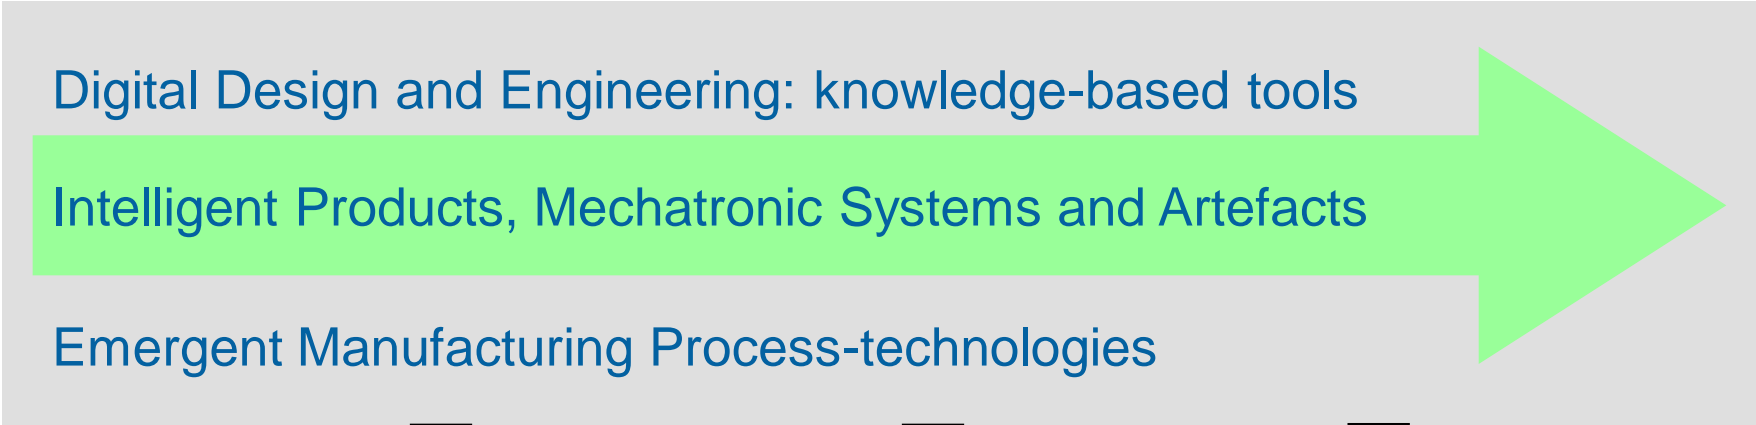 Digital Design and Engineering: knowledge-based tools
Intelligent Products, Mechatronic Systems and Artefacts
Emergent Manufacturing Process-technologies